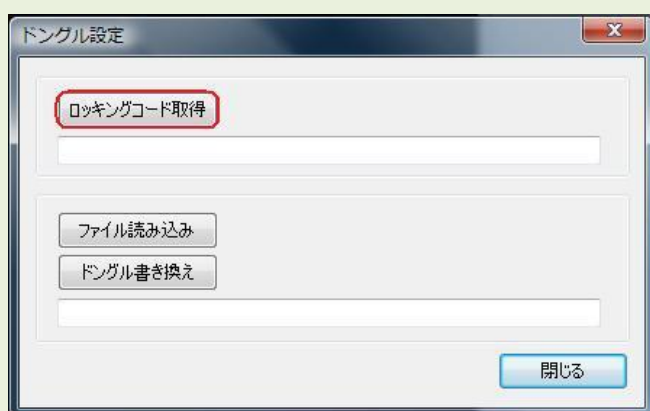 ドングル設定
ロッキングコード取得
ファイル読み込み
ドングル書き換え
閉じる